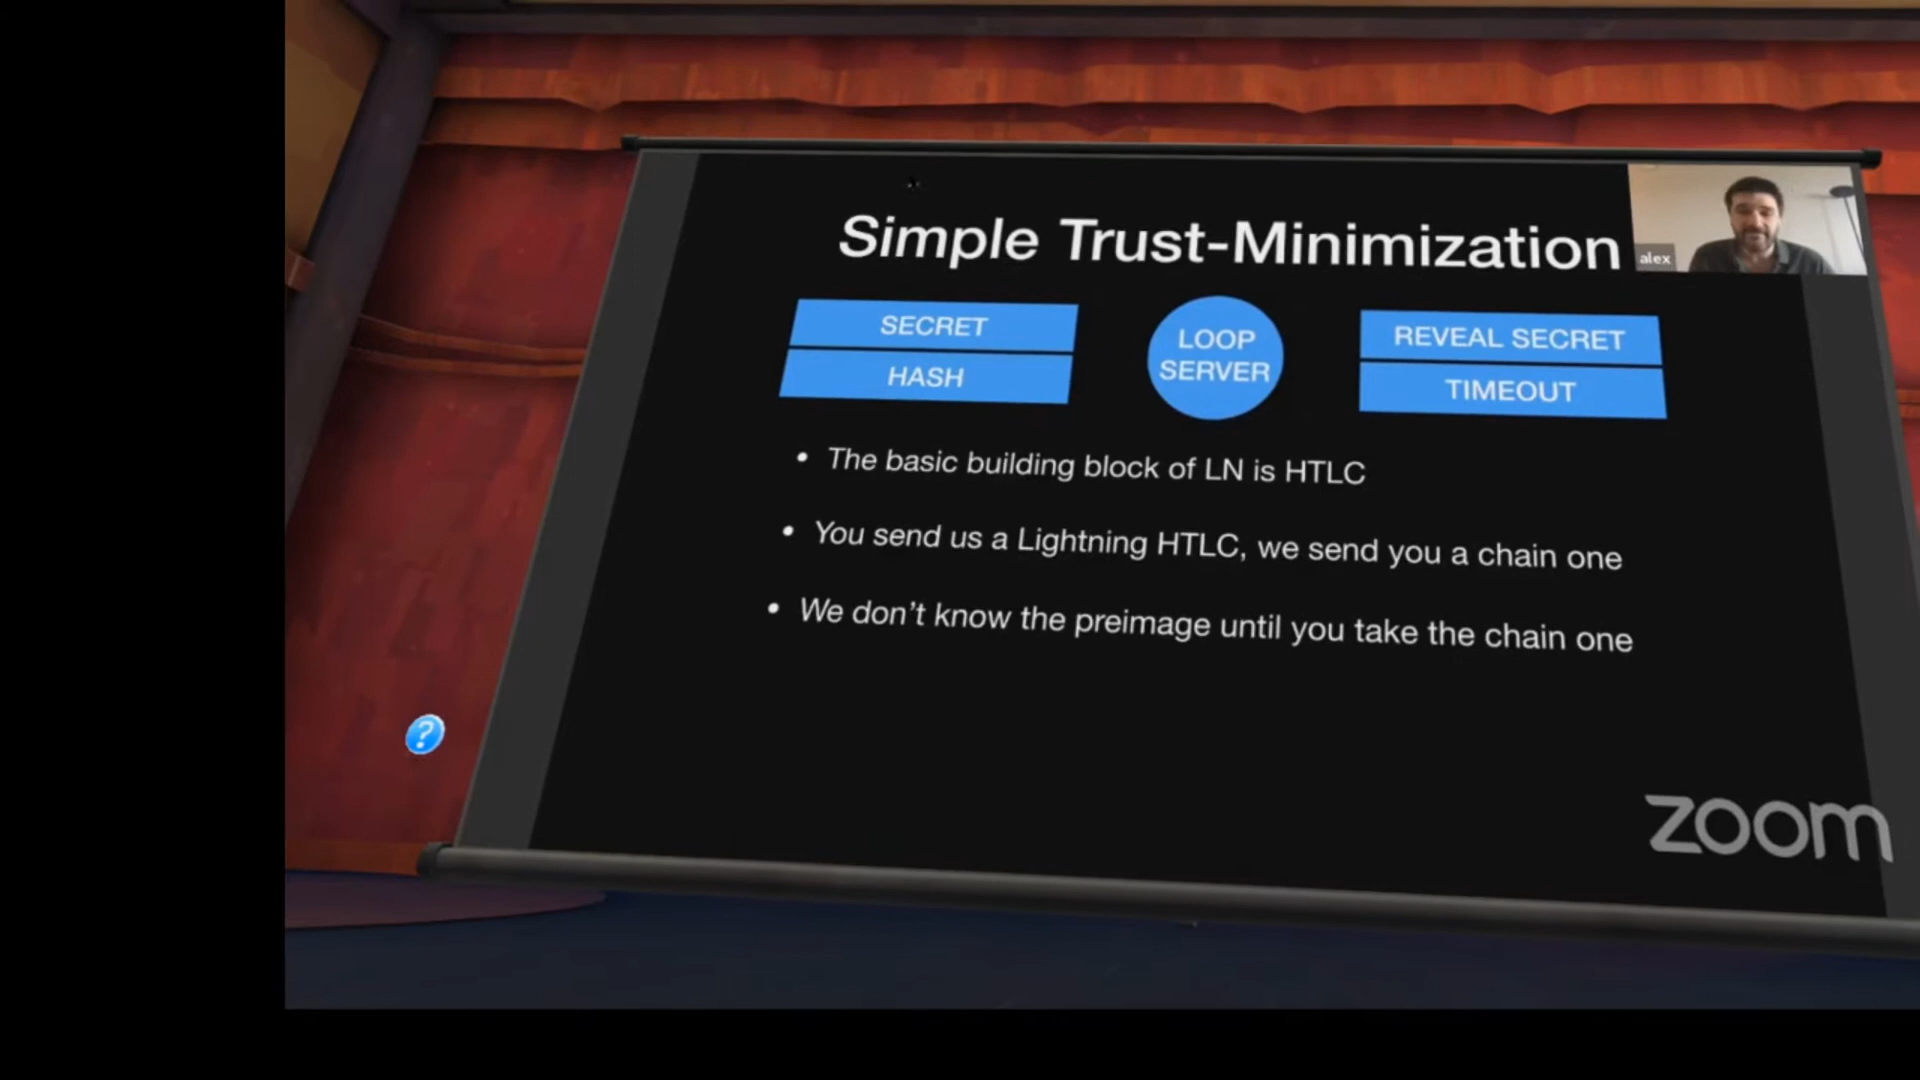 Simple Trust-Minimization
alex
SECRET
HASH
LOOP
SERVER
REVEAL SECRET
TIMEOUT
• The basic building block of LN is HTLC
• You send us a Lightning HTLC, we send you a chain one
• We don't know the preimage until you take the chain one
?
zoom